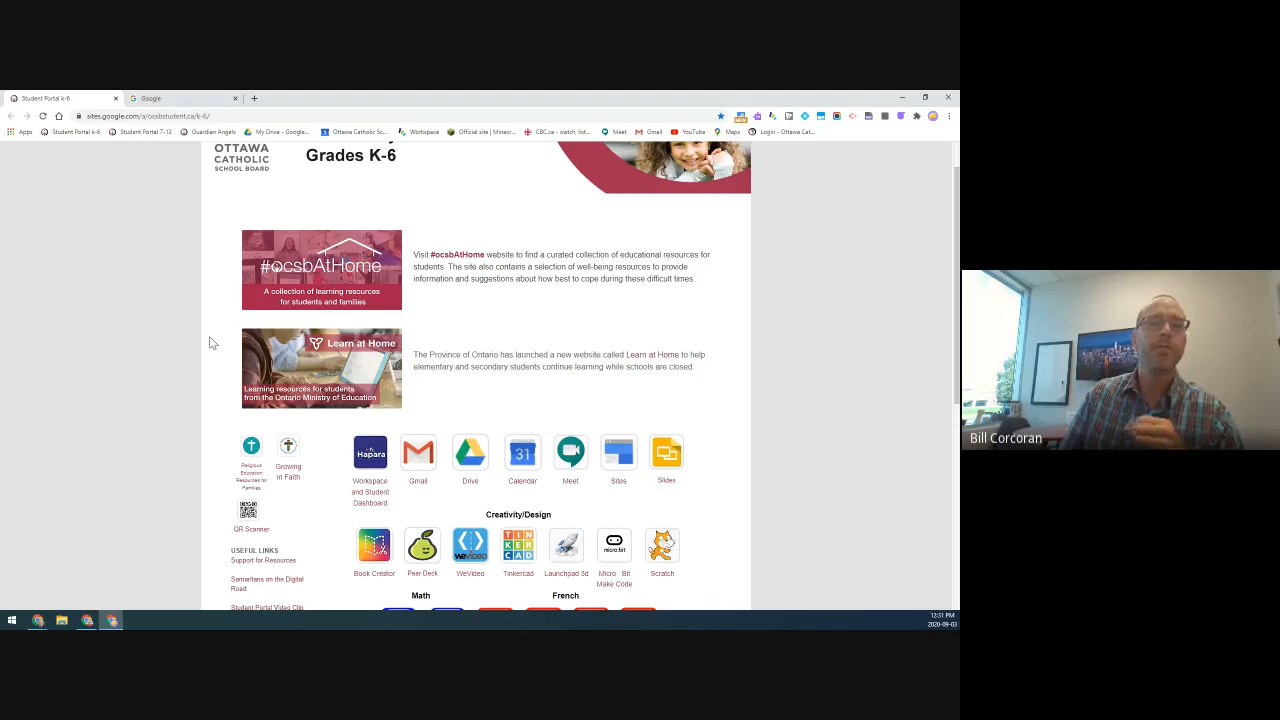 Student Portal k-6
Google
sites.google.com/a/ocsbstudent.ca/k-6/
Apps
Student Portal k-6
Student Portal 7-12
Google Arts & Culture
My Drive - Google...
Ottawa Catholic Sc...
Workspace
Official site | Minecr...
CBC.ca - watch, list...
Meet
Gmail
YouTube
Maps
Login - Ottawa Cat...
OTTAWA
CATHOLIC
SCHOOL BOARD
Grades K-6
#ocsbAtHome
A collection of learning resources
for students and families
Visit #ocsbAtHome website to find a curated collection of educational resources for
students. The site also contains a selection of well-being resources to provide
information and suggestions about how best to cope during these difficult times.
Learn at Home
Learning resources for students
from the Ontario Ministry of Education
The Province of Ontario has launched a new website called Learn at Home to help
elementary and secondary students continue learning while schools are closed.
Religious
Education
Resources for
Families
Growing
in Faith
QR Scanner
USEFUL LINKS
Support for Resources
Samaritans on the Digital
Road
Student Portal Video Clip
Hapara
Workspace
and Student
Dashboard
Gmail
Drive
31
Calendar
Meet
Sites
Slides
Creativity/Design
Book Creator
Pear Deck
WeVideo
WeVideo
TINKERCAD
Tinkercad
Launchpad 3d
micro:bit
Micro : Bit
Make Code
Scratch
Math
French
12:31 PM
2020-09-03
Bill Corcoran